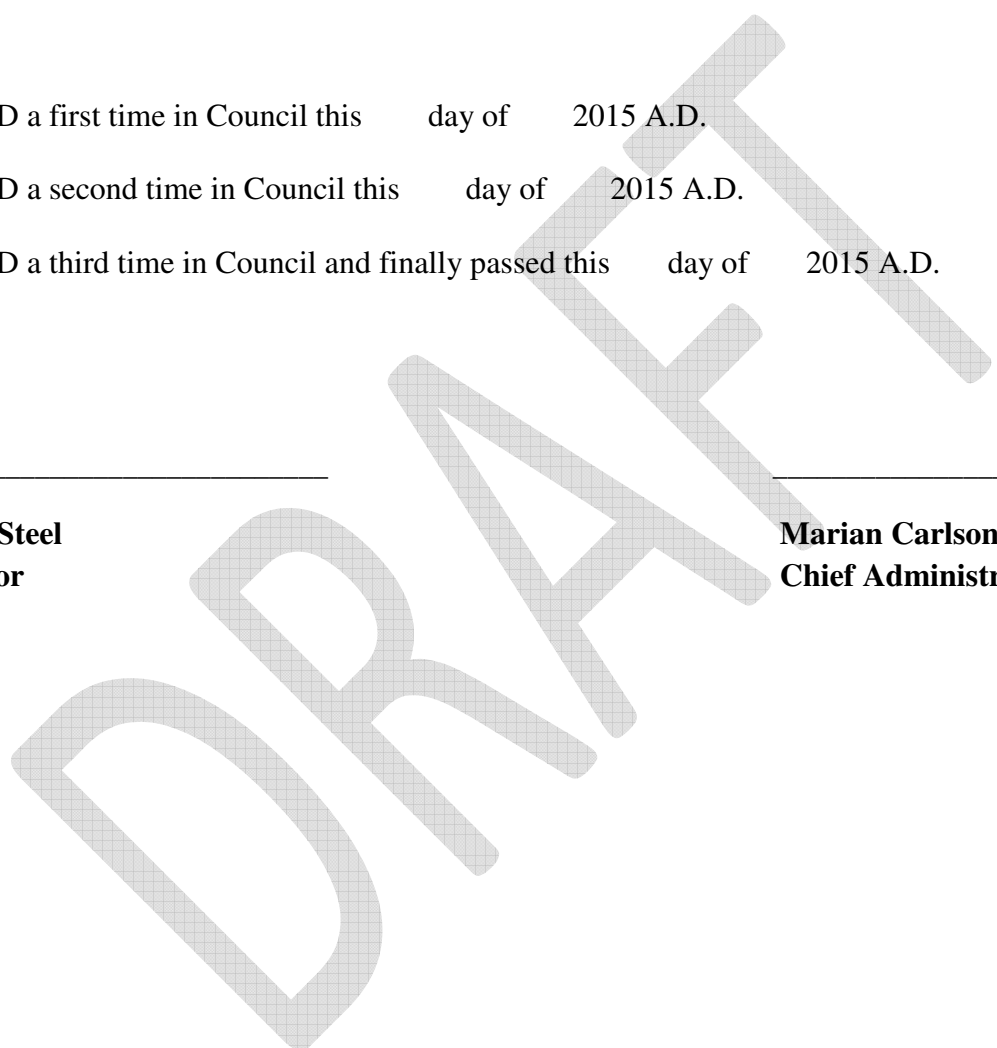 D a first time in Council this day of 2015 A.D.
D a second time in Council this day of 2015 A.D.
D a third time in Council and finally passed this day of 2015 A.D.
Steel Marian Carlson
or Chief Administr
DRAFT